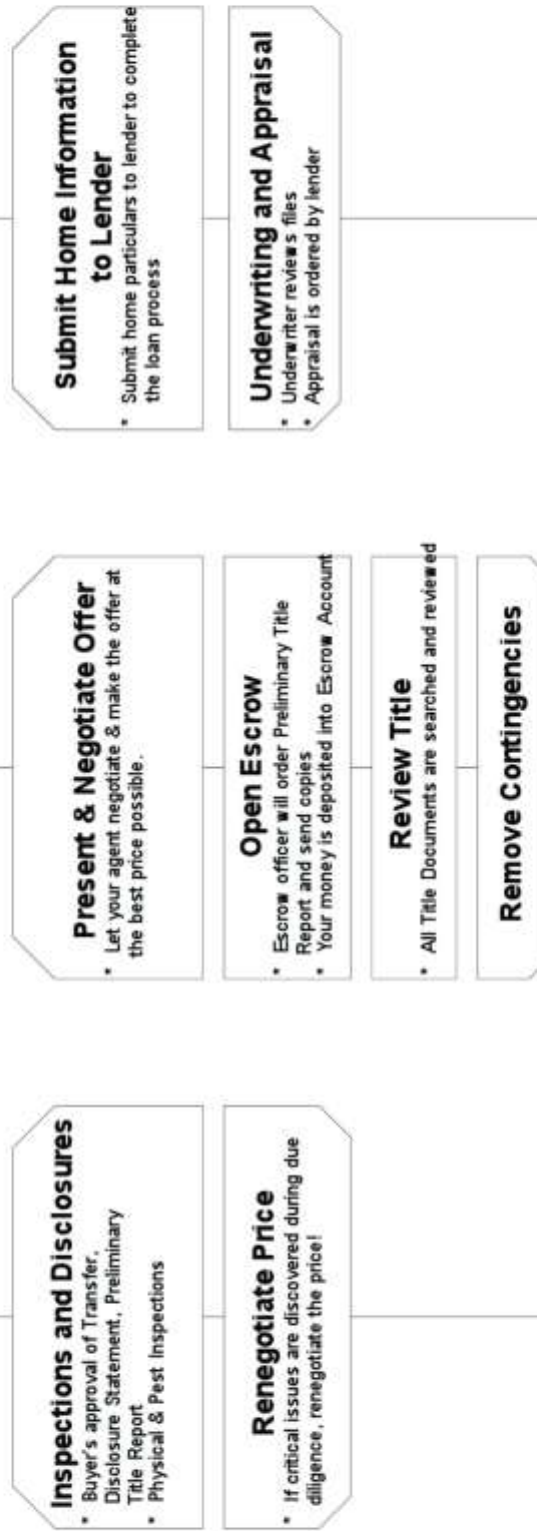 Inspections and Disclosures
* Buyer's approval of Transfer,
Disclosure Statement, Preliminary
Title Report
* Physical & Pest Inspections
Renegotiate Price
* If critical issues are discovered during due
diligence, renegotiate the price!
Present & Negotiate Offer
* Let your agent negotiate & make the offer at
the best price possible.
Open Escrow
* Escrow officer will order Preliminary Title
Report and send copies
* Your money is deposited into Escrow Account
Review Title
* All Title Documents are searched and reviewed
Remove Contingencies
Submit Home Information
to Lender
* Submit home particulars to lender to complete
the loan process
Underwriting and Appraisal
* Underwriter reviews files
* Appraisal is ordered by lender